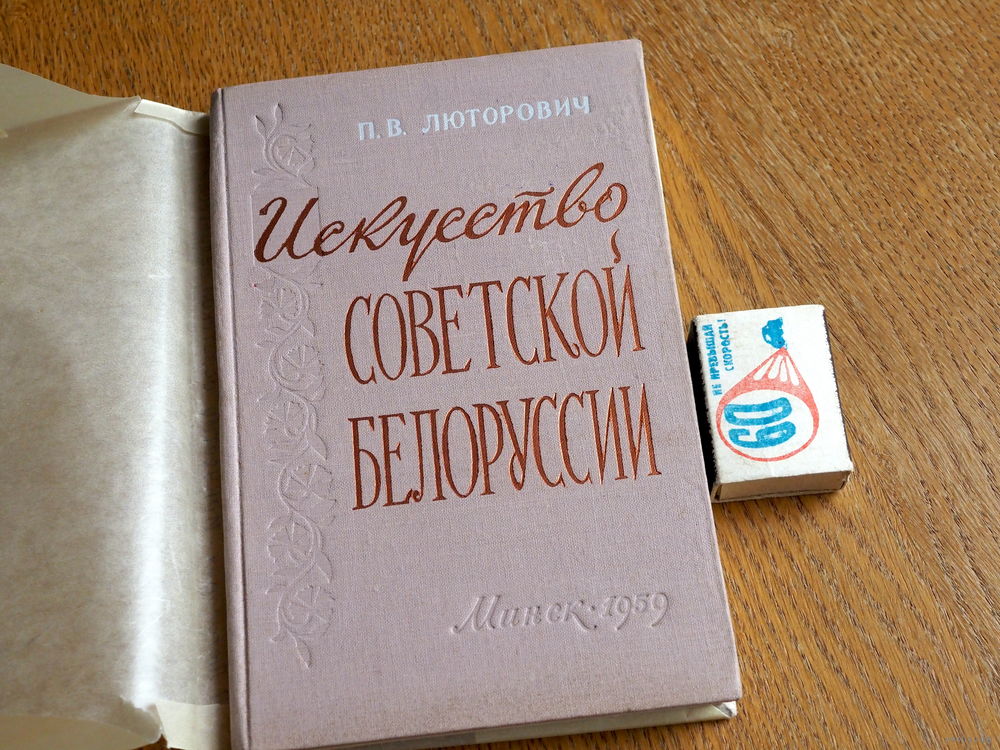 П. В. ЛЮТОРОВИЧ
Искусство
СОВЕТСКОЙ
БЕЛОРУССИИ
Минск · 1959
НЕ ПРЕВЫШАЙ
СКОРОСТЬ!
60